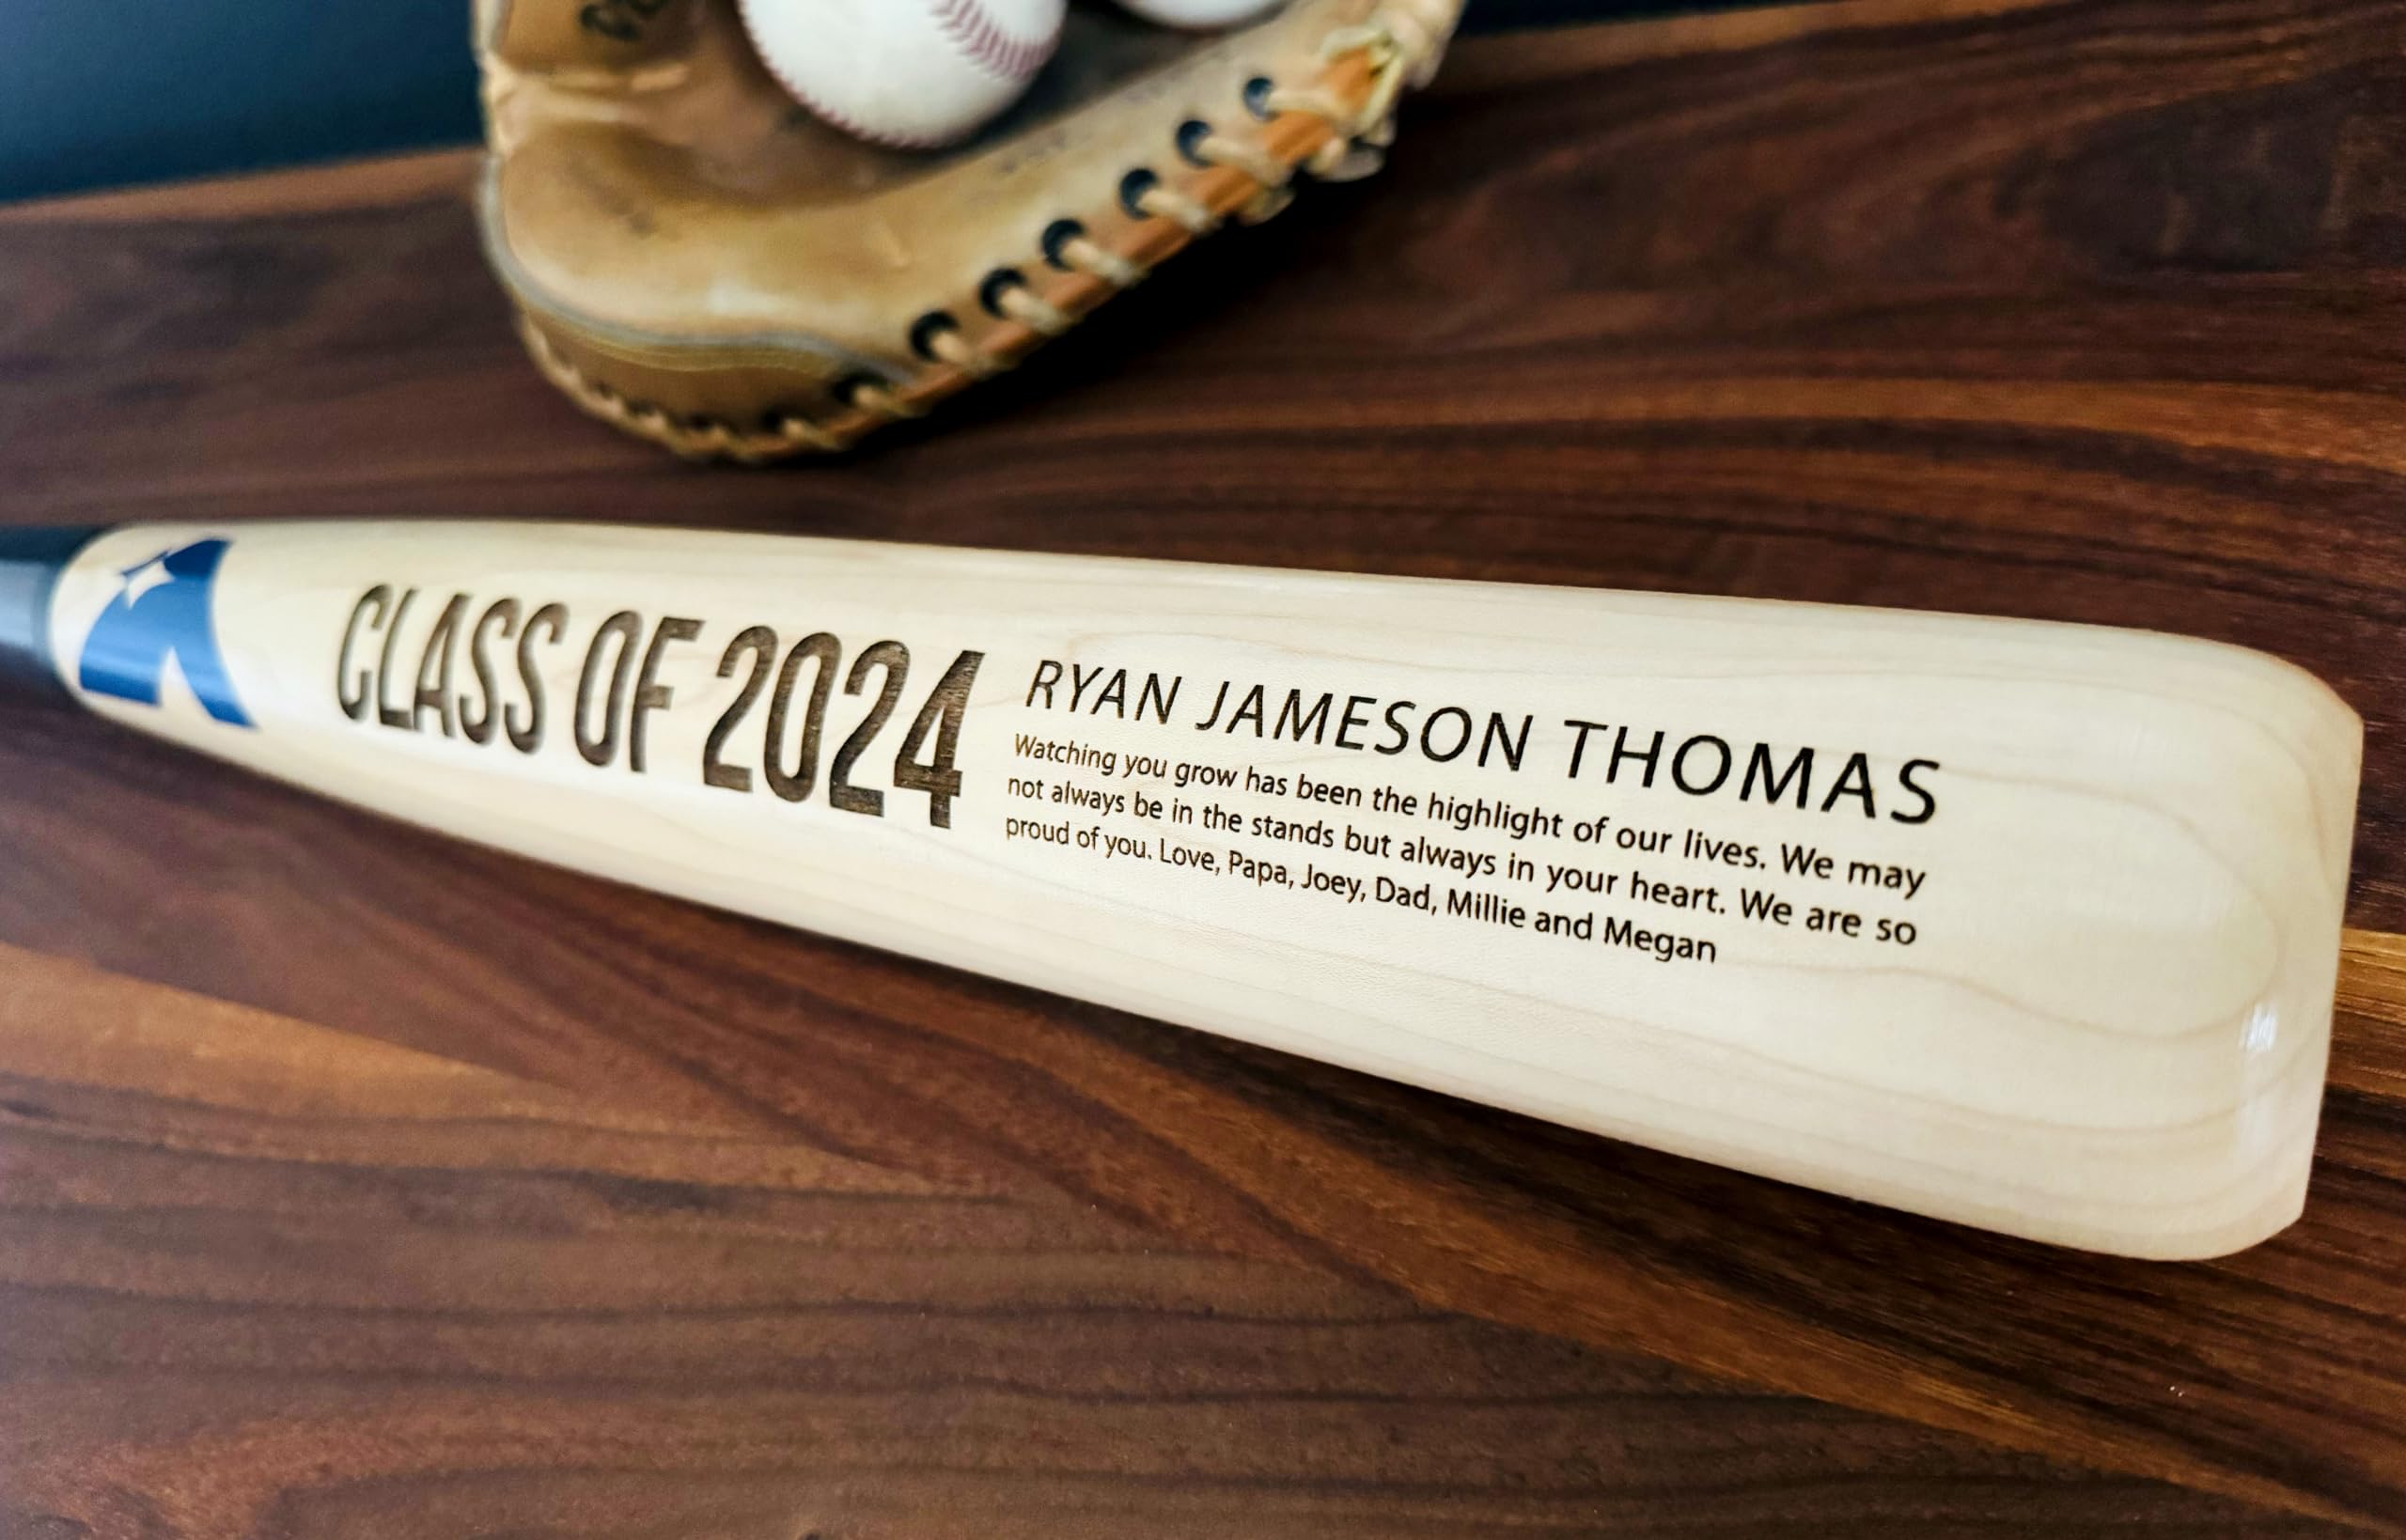 CLASS OF 2024
RYAN JAMESON THOMAS
Watching you grow has been the highlight of our lives. We may
not always be in the stands but always in your heart. We are so
proud of you. Love, Papa, Joey, Dad, Millie and Megan